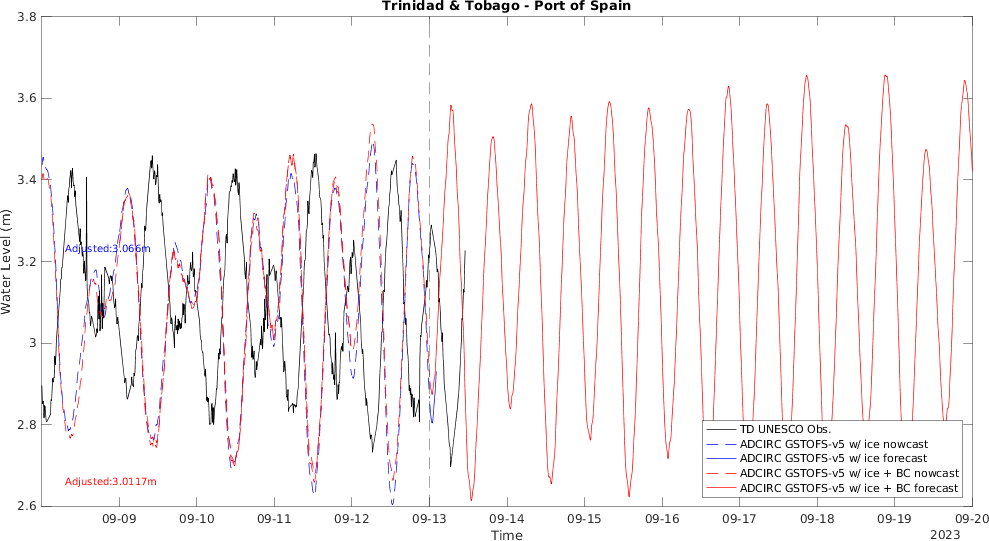 Trinidad & Tobago - Port of Spain
Water Level (m)
3.8
3.6
3.4
3.2
3
2.8
2.6
Adjusted:3.066m
Adjusted:3.0117m
TD UNESCO Obs.
ADCIRC GSTOFS-v5 w/ ice nowcast
ADCIRC GSTOFS-v5 w/ ice forecast
ADCIRC GSTOFS-v5 w/ ice + BC nowcast
ADCIRC GSTOFS-v5 w/ ice + BC forecast
09-09 09-10 09-11 09-12 09-13 09-14 09-15 09-16 09-17 09-18 09-19 09-20
Time
2023